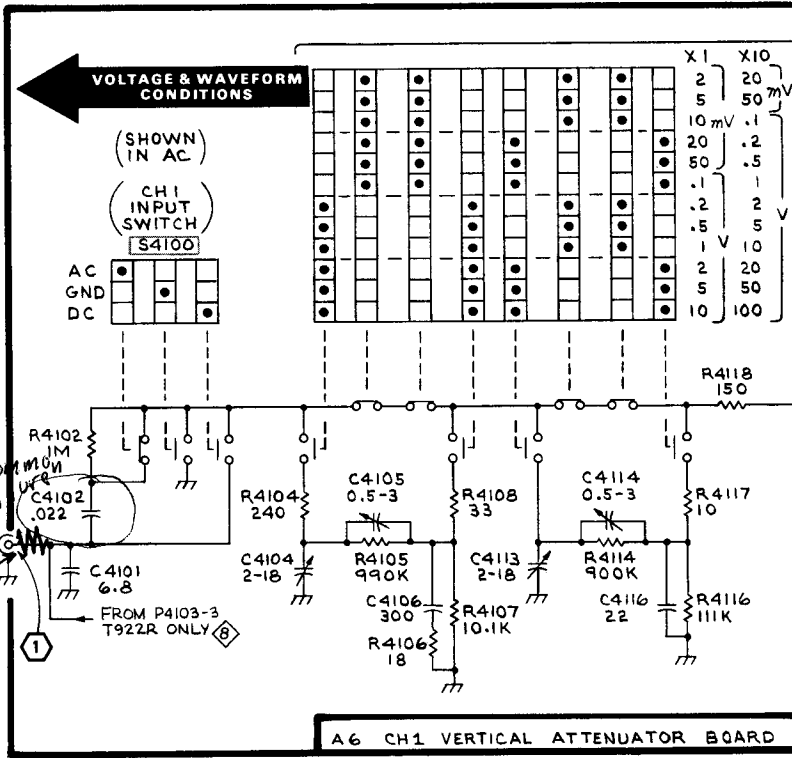 VOLTAGE & WAVEFORM
CONDITIONS
(SHOWN
IN AC)
(CH1
INPUT
SWITCH)
S4100
AC
GND
DC
X1 X10
2 20
5 50 mV
10 mV .1
20 .2
50 .5
.1 1
.2 2
.5 5
1 V 10 V
2 20
5 50
10 100
R4118
150
R4102
1M
C4102
.022
R4104
240
C4105
0.5-3
R4108
33
C4114
0.5-3
R4117
10
C4101
6.8
C4104
2-18
R4105
990K
C4113
2-18
R4114
900K
C4106
300
R4107
10.1K
C4116
22
R4116
111K
R4106
18
FROM P4103-3
T922R ONLY 8
1
A6 CH1 VERTICAL ATTENUATOR BOARD